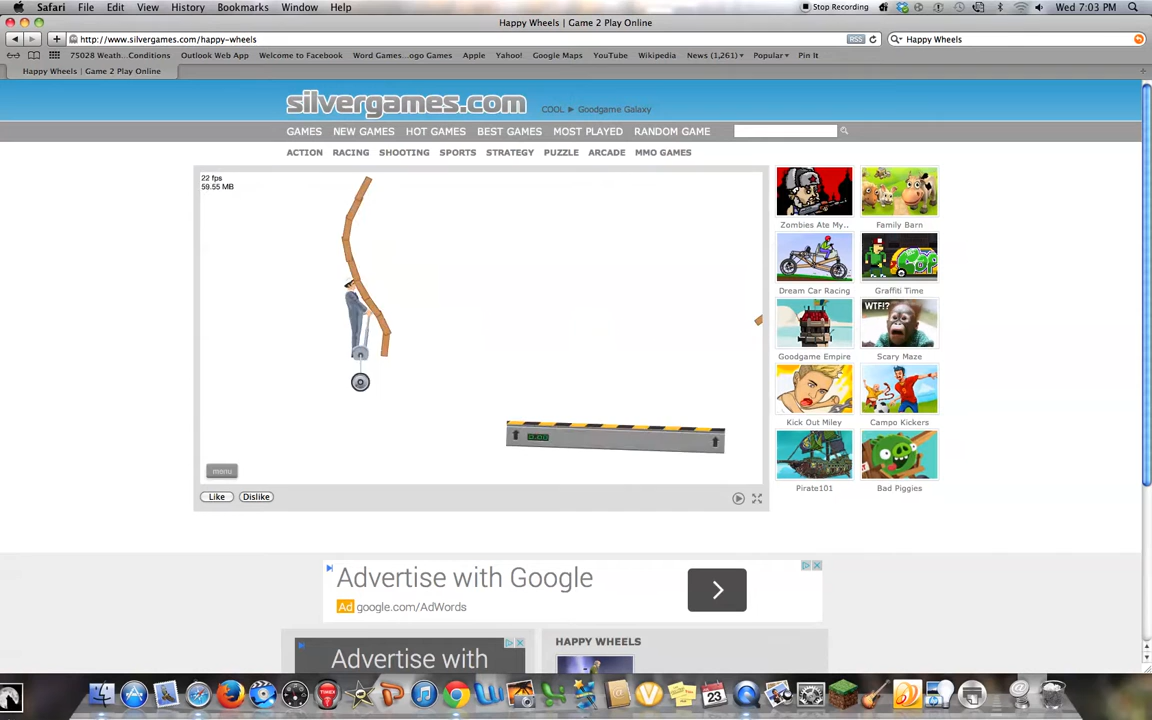 Safari File Edit View History Bookmarks Window Help Stop Recording Wed 7:03 PM
Happy Wheels | Game 2 Play Online
http://www.silvergames.com/happy-wheels RSS Happy Wheels
75028 Weath...Conditions Outlook Web App Welcome to Facebook Word Games...ogo Games Apple Yahoo! Google Maps YouTube Wikipedia News (1,261) Popular Pin It
Happy Wheels | Game 2 Play Online
silvergames.com COOL ► Goodgame Galaxy
GAMES NEW GAMES HOT GAMES BEST GAMES MOST PLAYED RANDOM GAME
ACTION RACING SHOOTING SPORTS STRATEGY PUZZLE ARCADE MMO GAMES
22 fps
59.55 MB
Zombies Ate My.. Family Barn
Dream Car Racing Graffiti Time
WTF!?
Goodgame Empire Scary Maze
Kick Out Miley Campo Kickers
Pirate101 Bad Piggies
0.00
menu
Like Dislike
Advertise with Google
Ad google.com/AdWords
Advertise with
HAPPY WHEELS
TIMEX
23